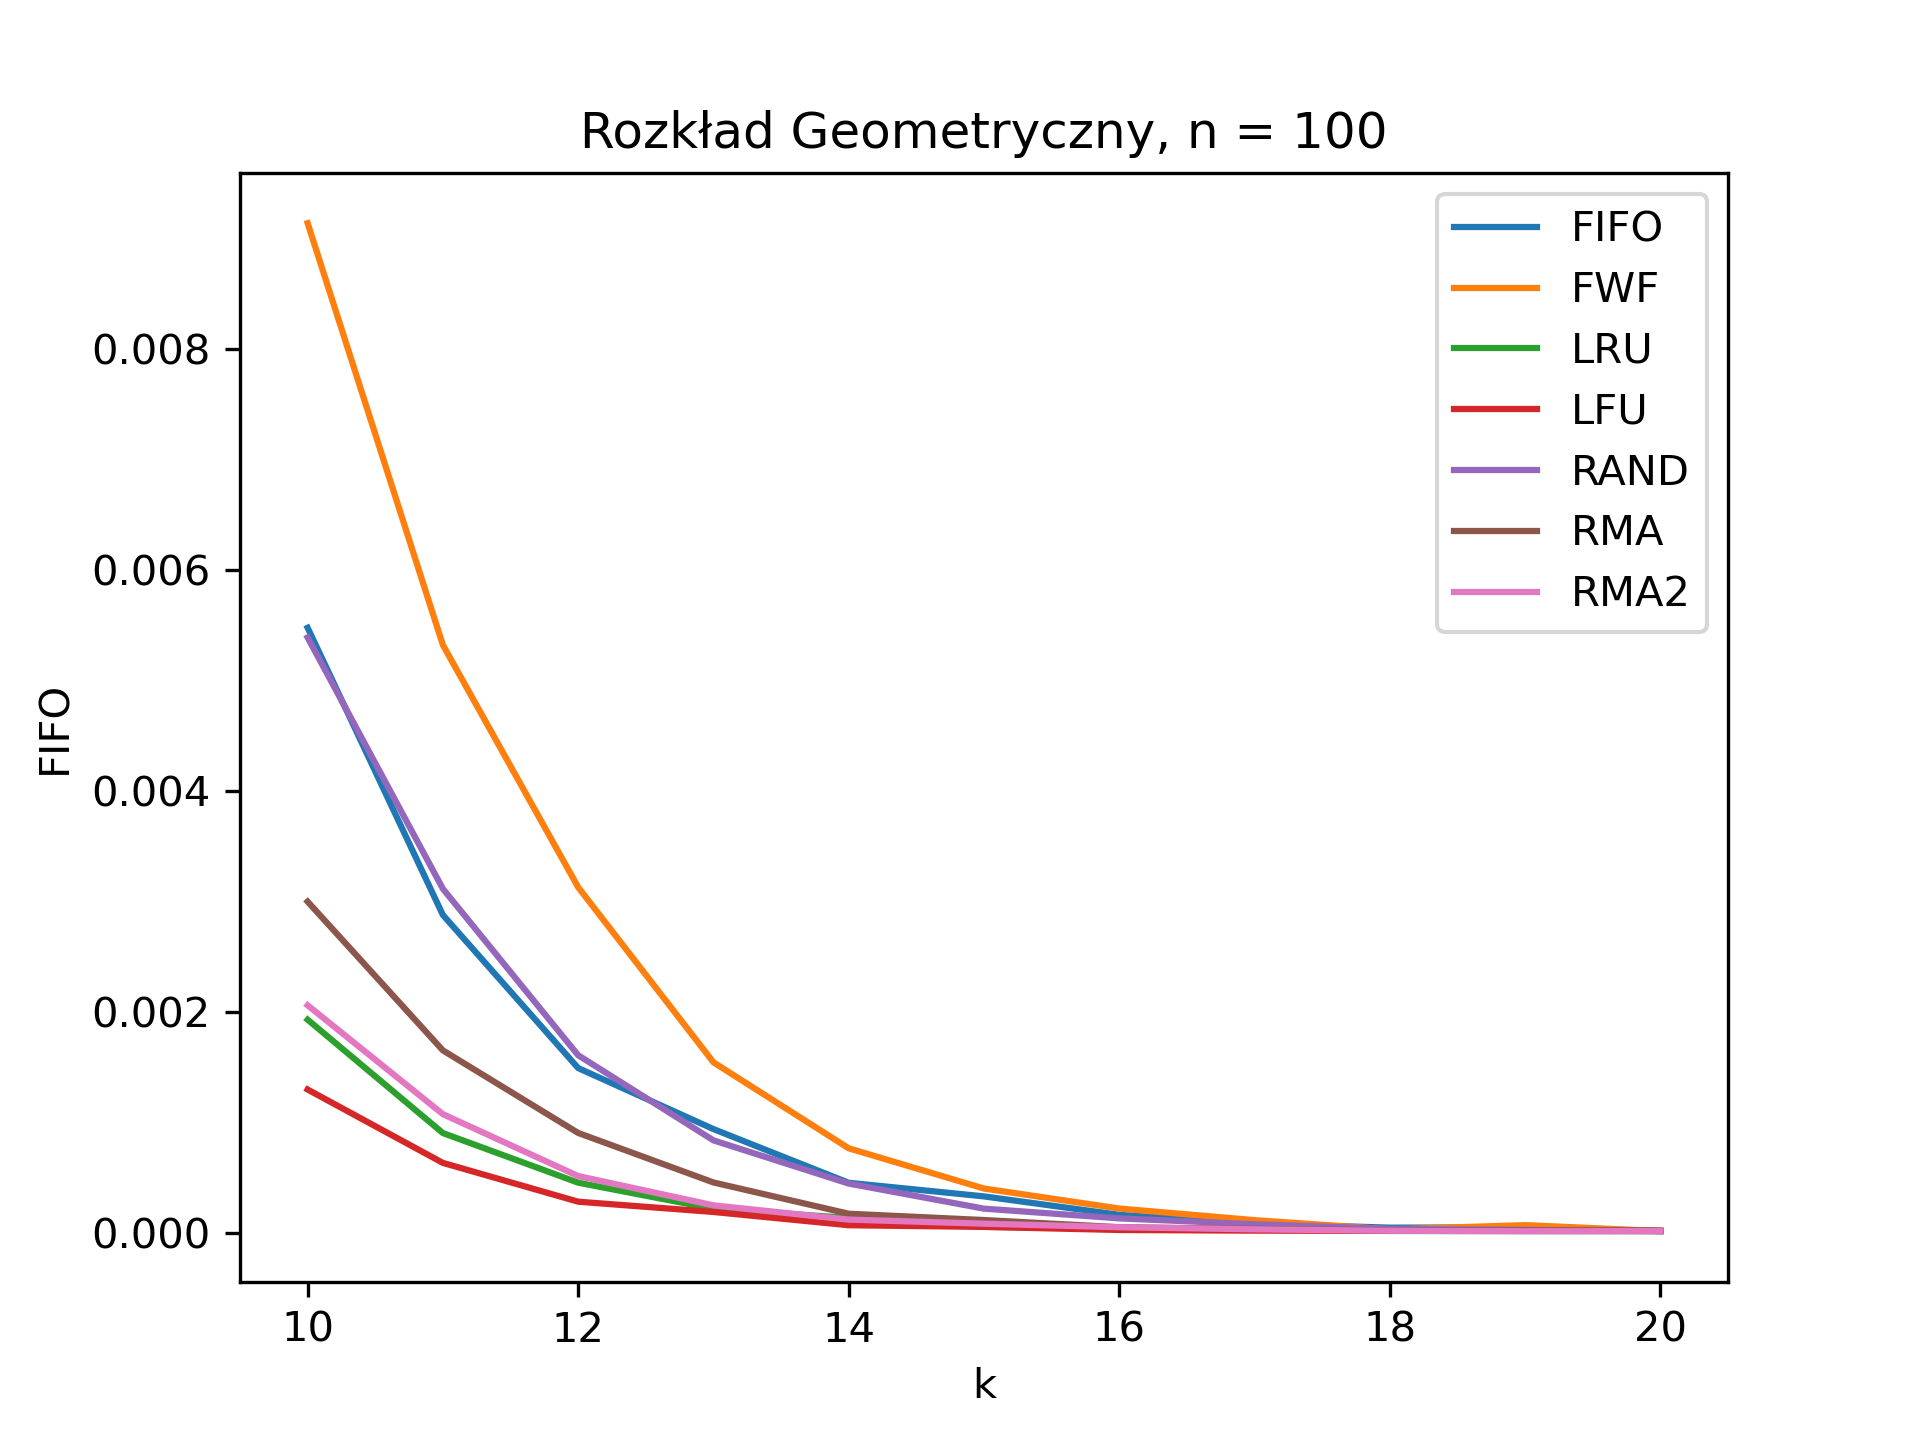 Rozkład Geometryczny, n = 100
FIFO
FWF
LRU
LFU
RAND
RMA
RMA2
FIFO
0.008
0.006
0.004
0.002
0.000
10 12 14 16 18 20
k